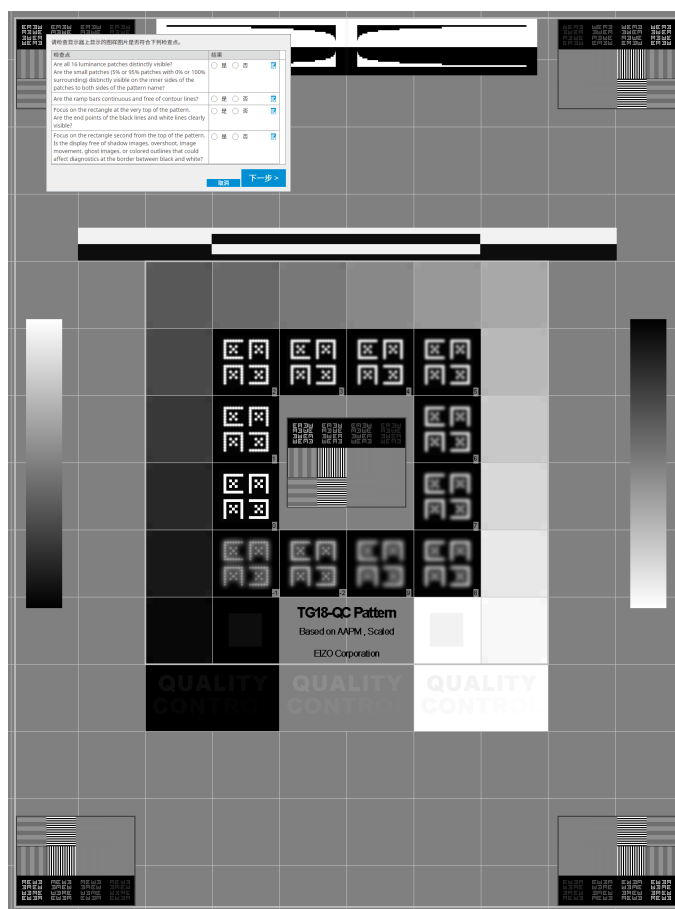 请检查显示器上显示的图样图片是否符合下列检查点。
检查点 结果
Are all 16 luminance patches distinctly visible?
Are the small patches (5% or 95% patches with 0% or 100%
surrounding) distinctly visible on the inner sides of the
patches to both sides of the pattern name?
是 否
Are the ramp bars continuous and free of contour lines?
是 否
Focus on the rectangle at the very top of the pattern.
Are the end points of the black lines and white lines clearly
visible?
是 否
Focus on the rectangle second from the top of the pattern.
Is the display free of shadow images, overshoot, image
movement, ghost images, or colored outlines that could
affect diagnostics at the border between black and white?
是 否
取消 下一步 >
TG18-QC Pattern
Based on AAPM , Scaled
EIZO Corporation
QUALITY QUALITY QUALITY
CONTRO CONTRO CONTRO